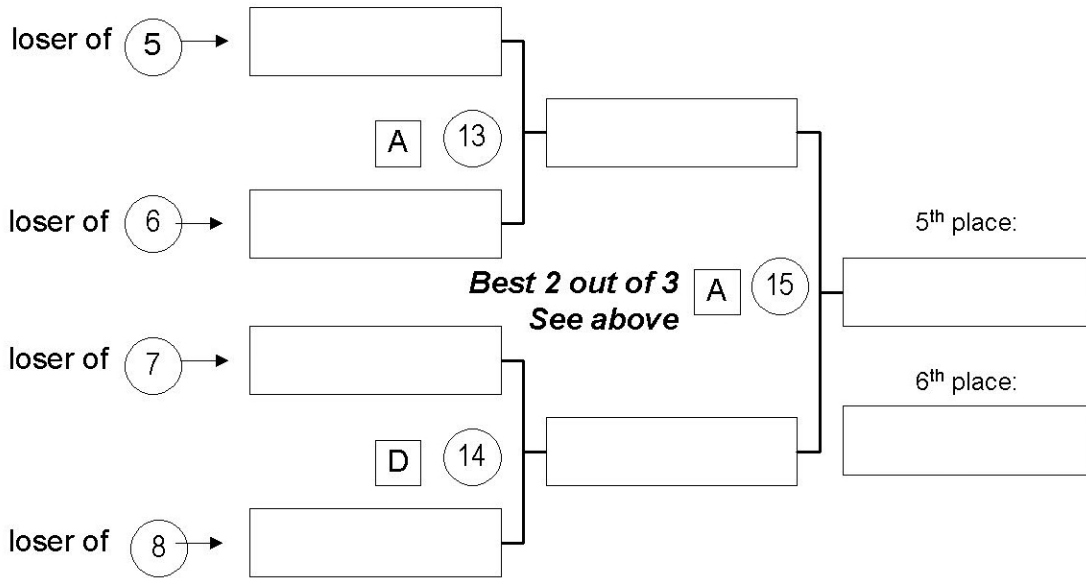 loser of 5
A 13
loser of 6
5th place:
Best 2 out of 3 A 15
See above
loser of 7
6th place:
D 14
loser of 8